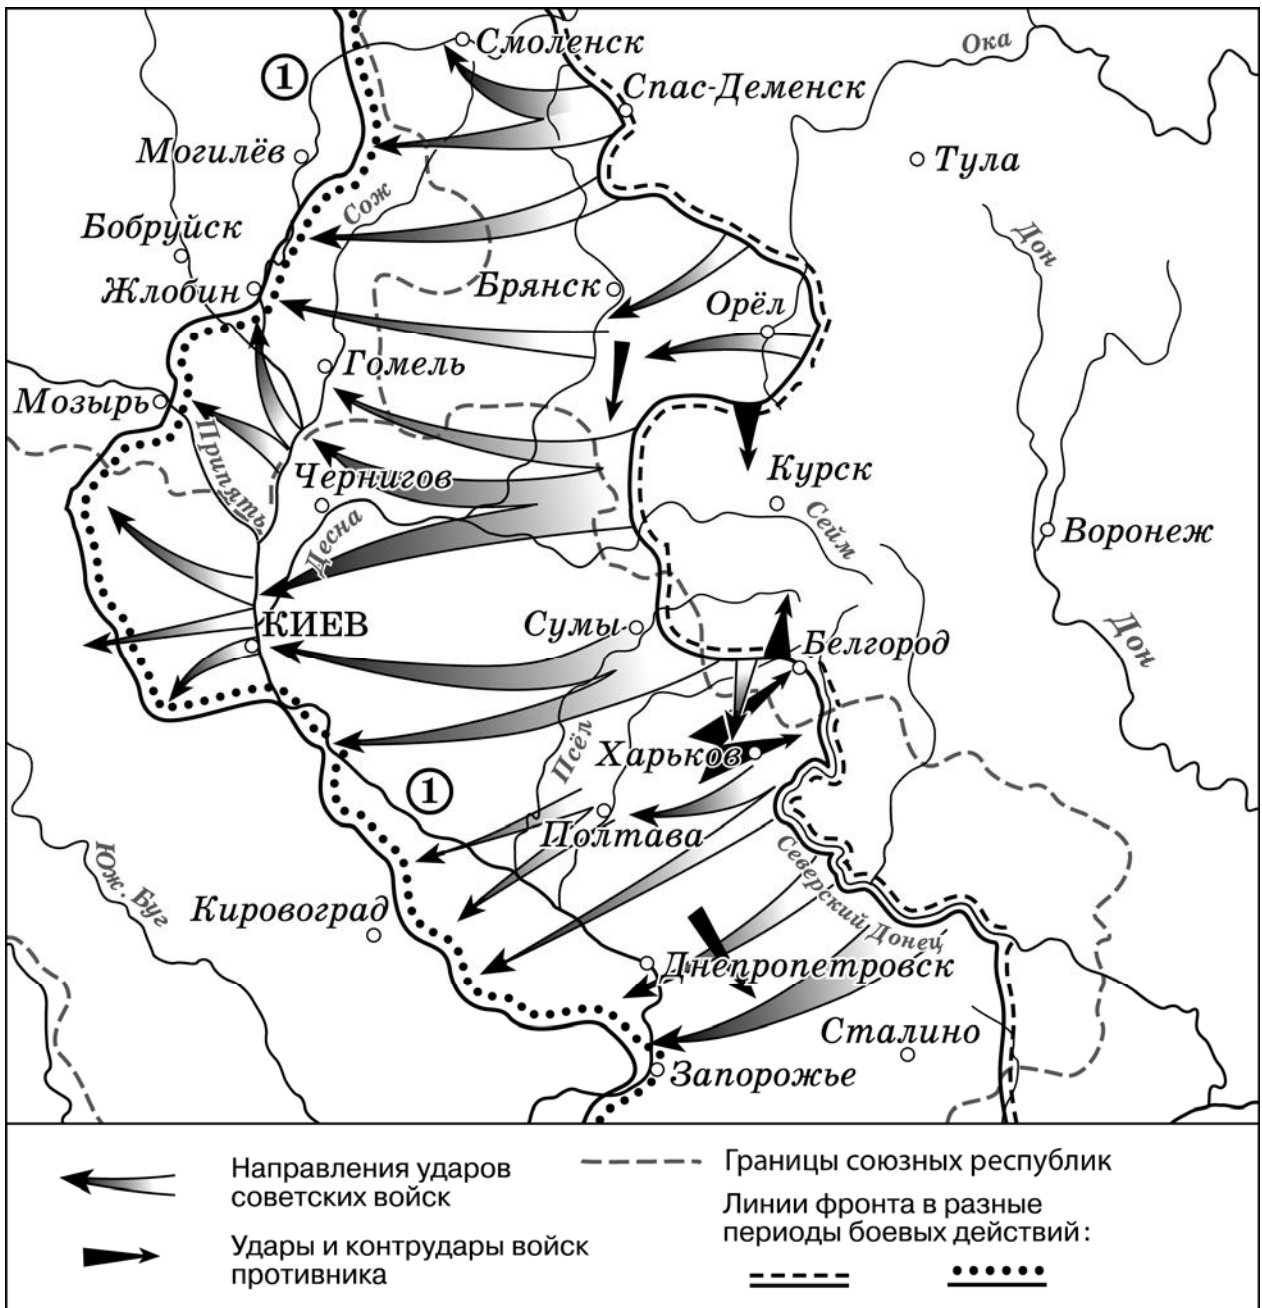 Смоленск
Ока
①
Спас-Деменск
Могилёв
Тула
Сож
Бобруйск
Дон
Жлобин
Брянск
Орёл
Гомель
Мозырь
Припять
Чернигов
Курск
Десна
Сейм
Воронеж
КИЕВ
Сумы
Белгород
Дон
Псёл
Харьков
①
Полтава
Северский Донец
Юж. Буг
Кировоград
Днепропетровск
Сталино
Запорожье
Направления ударов
советских войск
Удары и контрудары войск
противника
Границы союзных республик
Линии фронта в разные
периоды боевых действий: